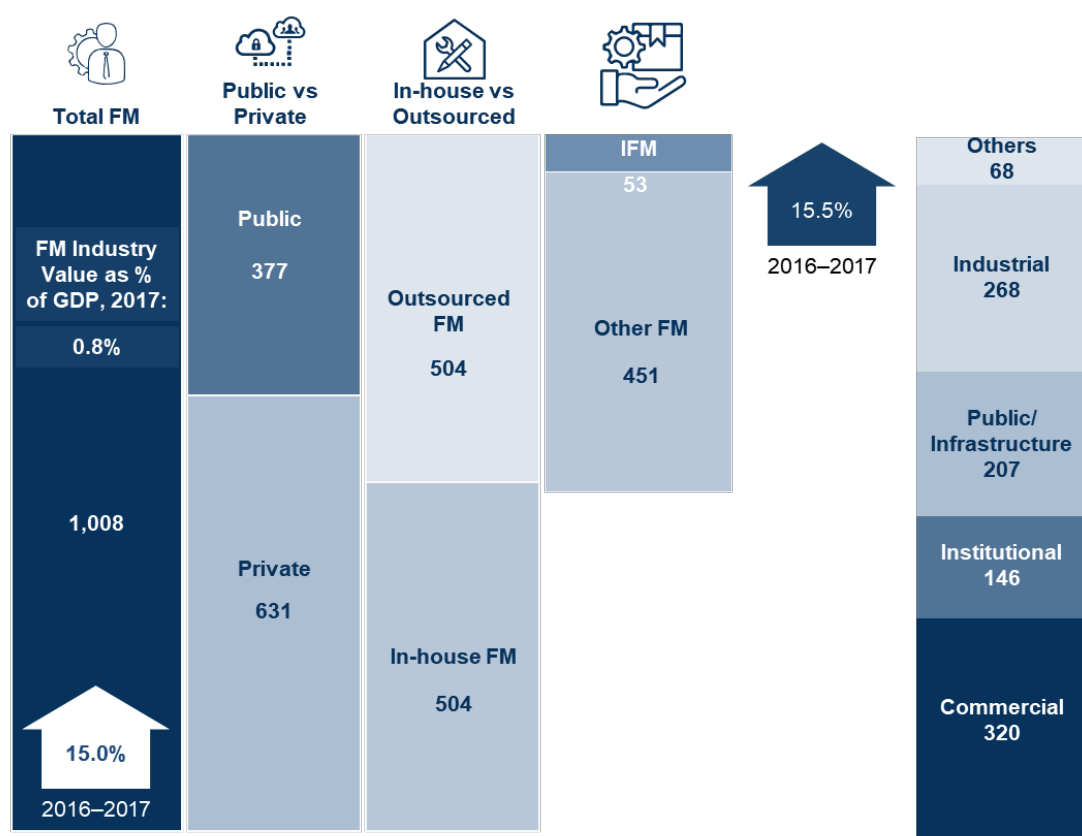 Total FM
Public vs
Private
In-house vs
Outsourced
FM Industry
Value as %
of GDP, 2017:
0.8%
1,008
15.0%
2016–2017
Public
377
Private
631
Outsourced
FM
504
In-house FM
504
IFM
53
Other FM
451
15.5%
2016–2017
Others
68
Industrial
268
Public/
Infrastructure
207
Institutional
146
Commercial
320